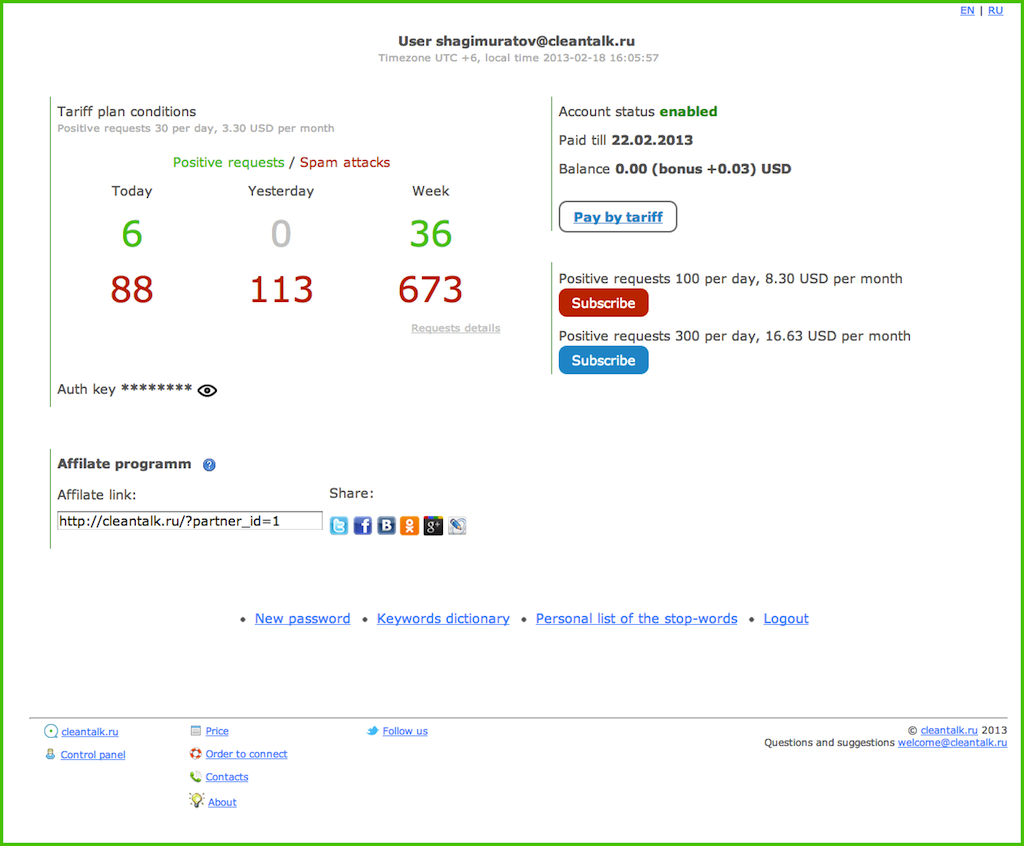 EN | RU
User shagimuratov@cleantalk.ru
Timezone UTC +6, local time 2013-02-18 16:05:57
Tariff plan conditions
Positive requests 30 per day, 3.30 USD per month
Positive requests / Spam attacks
Today Yesterday Week
6 0 36
88 113 673
Requests details
Auth key ********
Account status enabled
Paid till 22.02.2013
Balance 0.00 (bonus +0.03) USD
Pay by tariff
Positive requests 100 per day, 8.30 USD per month
Subscribe
Positive requests 300 per day, 16.63 USD per month
Subscribe
Affilate programm ?
Affilate link:
Share:
http://cleantalk.ru/?partner_id=1
• New password • Keywords dictionary • Personal list of the stop-words • Logout
cleantalk.ru
Control panel
Price
Order to connect
Contacts
About
Follow us
© cleantalk.ru 2013
Questions and suggestions welcome@cleantalk.ru